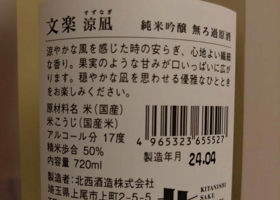 すずなぎ
文楽 涼凪 純米吟醸 無ろ過原酒
涼やかな風を感じた時の安らぎ、心地よい繊細
な香り。果実のような甘みが口いっぱいに広が
ります。穏やかな凪を思わせる優雅なひととき
をお楽しみください。
原材料名 米(国産)
米こうじ(国産米)
アルコール分 17度
精米歩合 50%
内容量 720ml
4 965323 655527
製造年月 24.04
製造者:北西酒造株式会社
埼玉県上尾市上町2-5-5
KITANISHI
SAKE